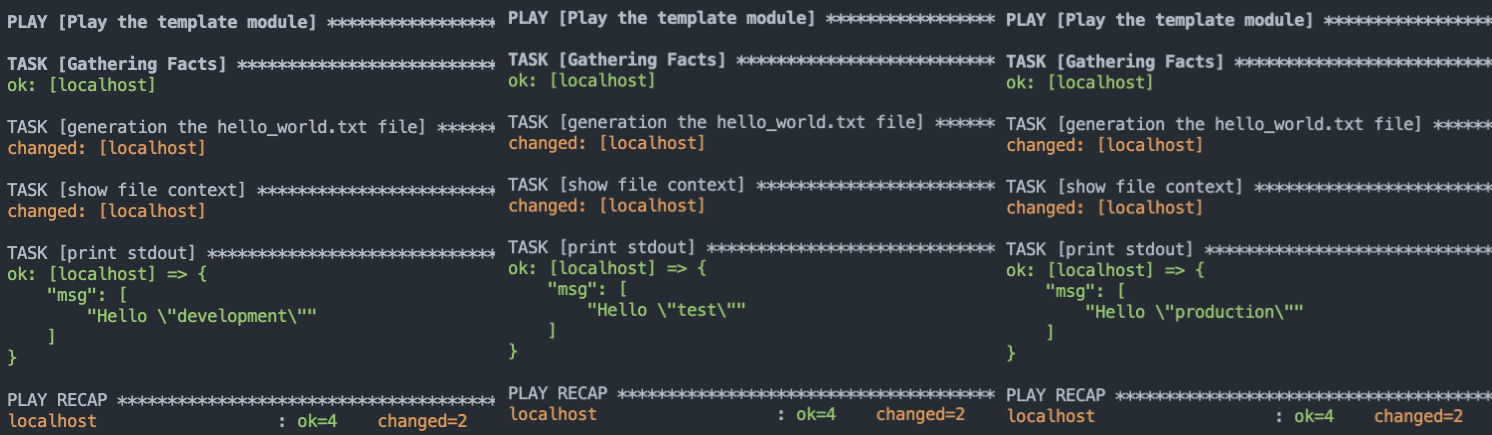 PLAY [Play the template module] *****************
TASK [Gathering Facts] **************************
ok: [localhost]
TASK [generation the hello_world.txt file] ******
changed: [localhost]
TASK [show file context] ************************
changed: [localhost]
TASK [print stdout] *****************************
ok: [localhost] => {
"msg": [
"Hello \"development\""
]
}
PLAY RECAP **************************************
localhost : ok=4 changed=2
PLAY [Play the template module] *****************
TASK [Gathering Facts] **************************
ok: [localhost]
TASK [generation the hello_world.txt file] ******
changed: [localhost]
TASK [show file context] ************************
changed: [localhost]
TASK [print stdout] *****************************
ok: [localhost] => {
"msg": [
"Hello \"test\""
]
}
PLAY RECAP **************************************
localhost : ok=4 changed=2
PLAY [Play the template module] *****************
TASK [Gathering Facts] **************************
ok: [localhost]
TASK [generation the hello_world.txt file] ******
changed: [localhost]
TASK [show file context] ************************
changed: [localhost]
TASK [print stdout] *****************************
ok: [localhost] => {
"msg": [
"Hello \"production\""
]
}
PLAY RECAP **************************************
localhost : ok=4 changed=2